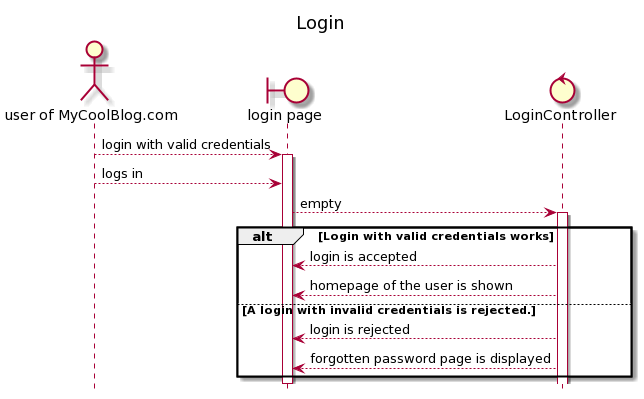 Login
user of MyCoolBlog.com
login page
LoginController
login with valid credentials
logs in
empty
alt [Login with valid credentials works]
login is accepted
homepage of the user is shown
[A login with invalid credentials is rejected.]
login is rejected
forgotten password page is displayed